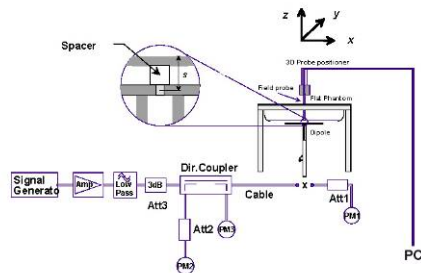 z
y
x
Spacer
s
3D Probe positioner
Field probe
Flat Phantom
Dipole
Dir.Coupler
Signal
Generato
Amp
Low
Pass
3dB
Att3
Cable
x
Att1
Att2
PM3
PM1
PM2
PC